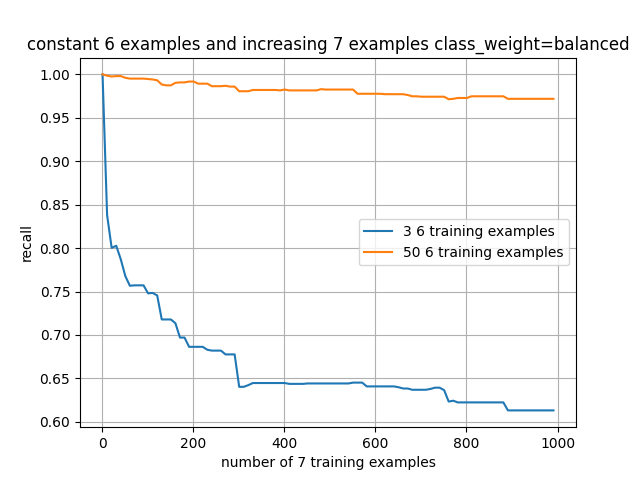 constant 6 examples and increasing 7 examples class_weight=balanced
1.00
0.95
0.90
0.85
0.80
0.75
0.70
0.65
0.60
recall
3 6 training examples
50 6 training examples
0 200 400 600 800 1000
number of 7 training examples